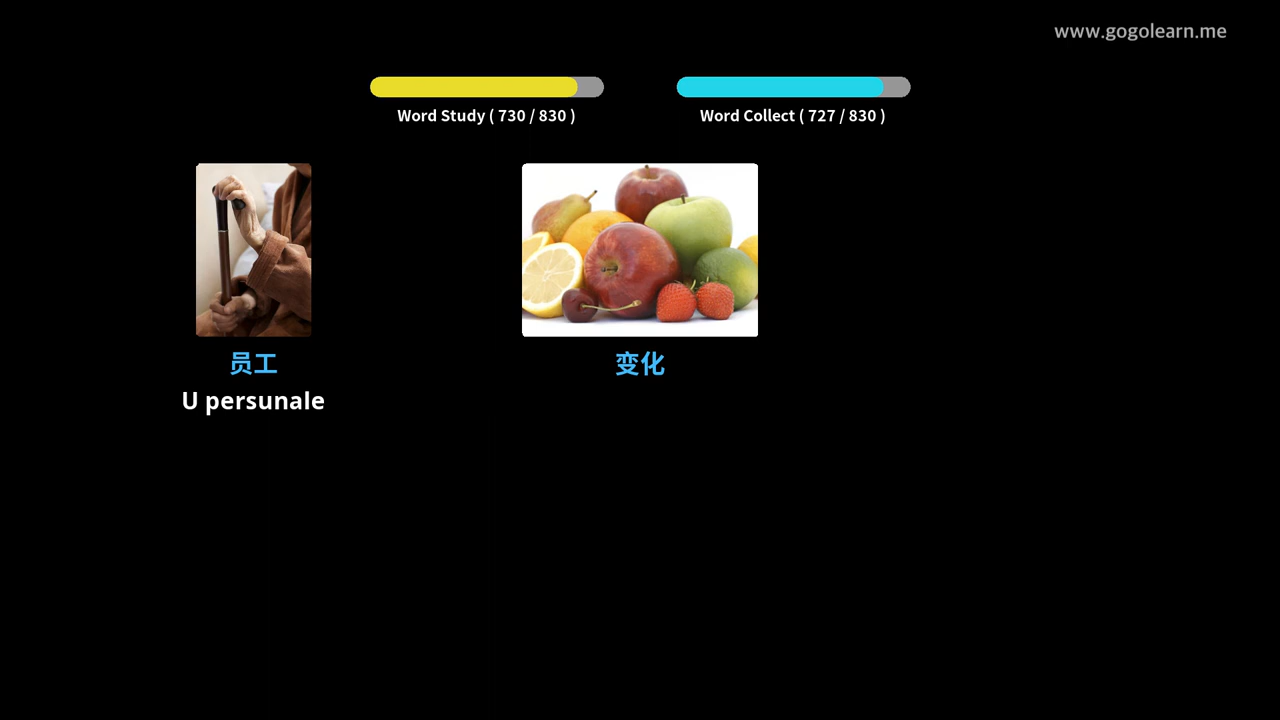 www.gogolearn.me
Word Study ( 730 / 830 )
Word Collect ( 727 / 830 )
员工
变化
U persunale